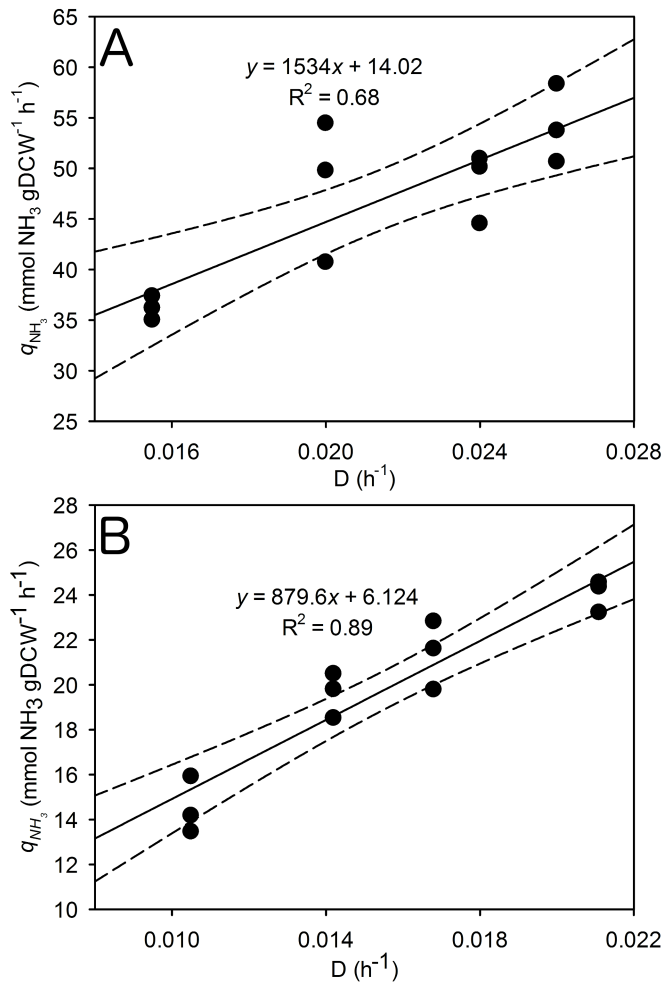 A
y = 1534x + 14.02
R² = 0.68
65
60
55
50
45
40
35
30
25
q_NH₃ (mmol NH₃ gDCW⁻¹ h⁻¹)
0.016 0.020 0.024 0.028
D (h⁻¹)
B
y = 879.6x + 6.124
R² = 0.89
28
26
24
22
20
18
16
14
12
10
q_NH₃ (mmol NH3 gDCW⁻¹ h⁻¹)
0.010 0.014 0.018 0.022
D (h⁻¹)